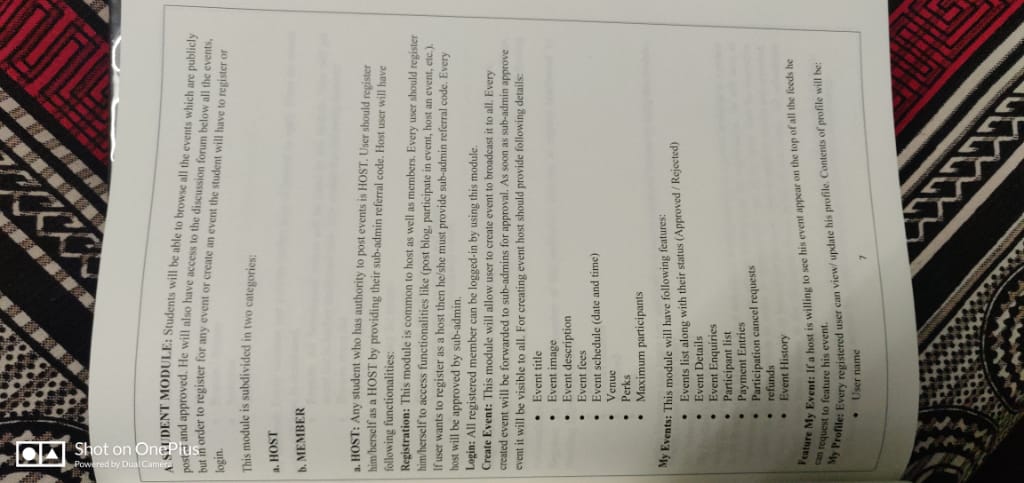 A STUDENT MODULE: Students will be able to browse all the events which are publicly
posted and approved. He will also have access to the discussion forum below all the events,
but in order to register for any event or create an event the student will have to register or
login.
This module is subdivided in two categories:
a. HOST
b. MEMBER
a. HOST: Any student who has authority to post events is HOST. User should register
him/herself as a HOST by providing their sub-admin referral code. Host user will have
following functionalities:
Registration: This module is common to host as well as members. Every user should register
him/herself to access functionalities like (post blog, participate in event, host an event, etc.).
If user wants to register as a host then he/she must provide sub-admin referral code. Every
host will be approved by sub-admin.
Login: All registered member can be logged-in by using this module.
Create Event: This module will allow user to create event to broadcast it to all. Every
created event will be forwarded to sub-admins for approval. As soon as sub-admin approve
event it will be visible to all. For creating event host should provide following details:
• Event title
• Event image
• Event description
• Event fees
• Event schedule (date and time)
• Venue
• Perks
• Maximum participants
My Events: This module will have following features:
• Events list along with their status (Approved / Rejected)
• Event Details
• Event Enquiries
• Participant list
• Payment Entries
• Participation cancel requests
• refunds
• Event History
Feature My Event: If a host is willing to see his event appear on the top of all the feeds he
can request to feature his event.
My Profile: Every registered user can view/ update his profile. Contents of profile will be:
• User name
7
Shot on OnePlus
Powered by Dual Camera